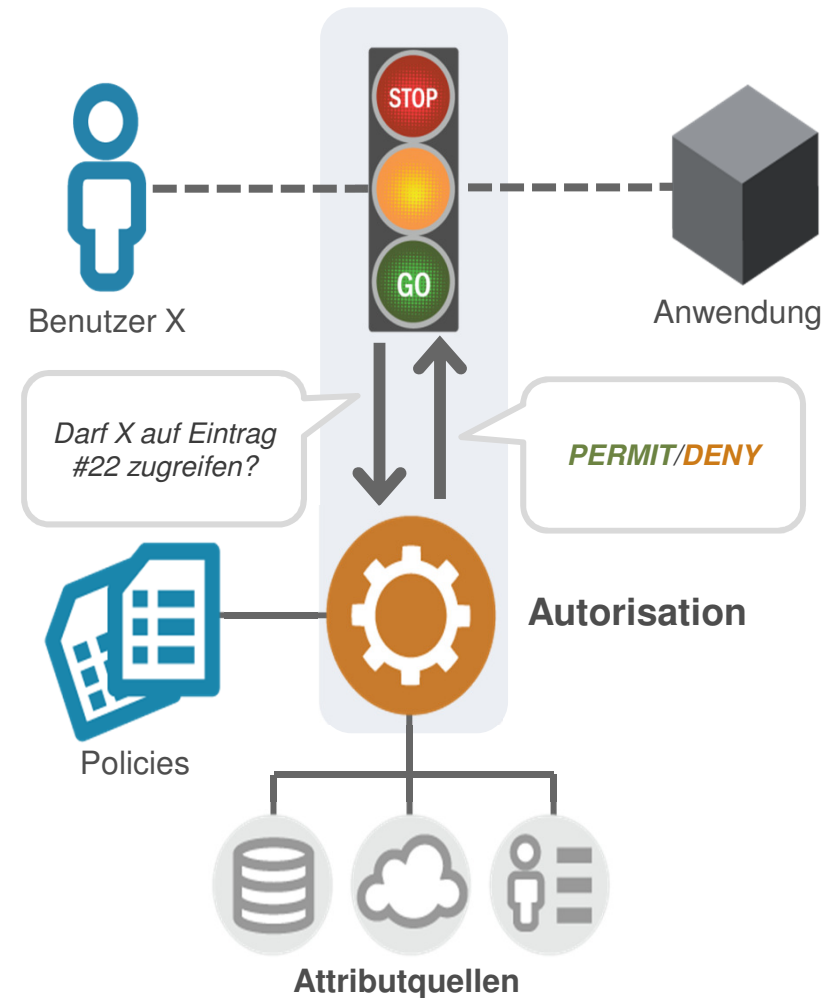 STOP
GO
Benutzer X
Anwendung
Darf X auf Eintrag
#22 zugreifen?
PERMIT/DENY
Autorisation
Policies
Attributquellen